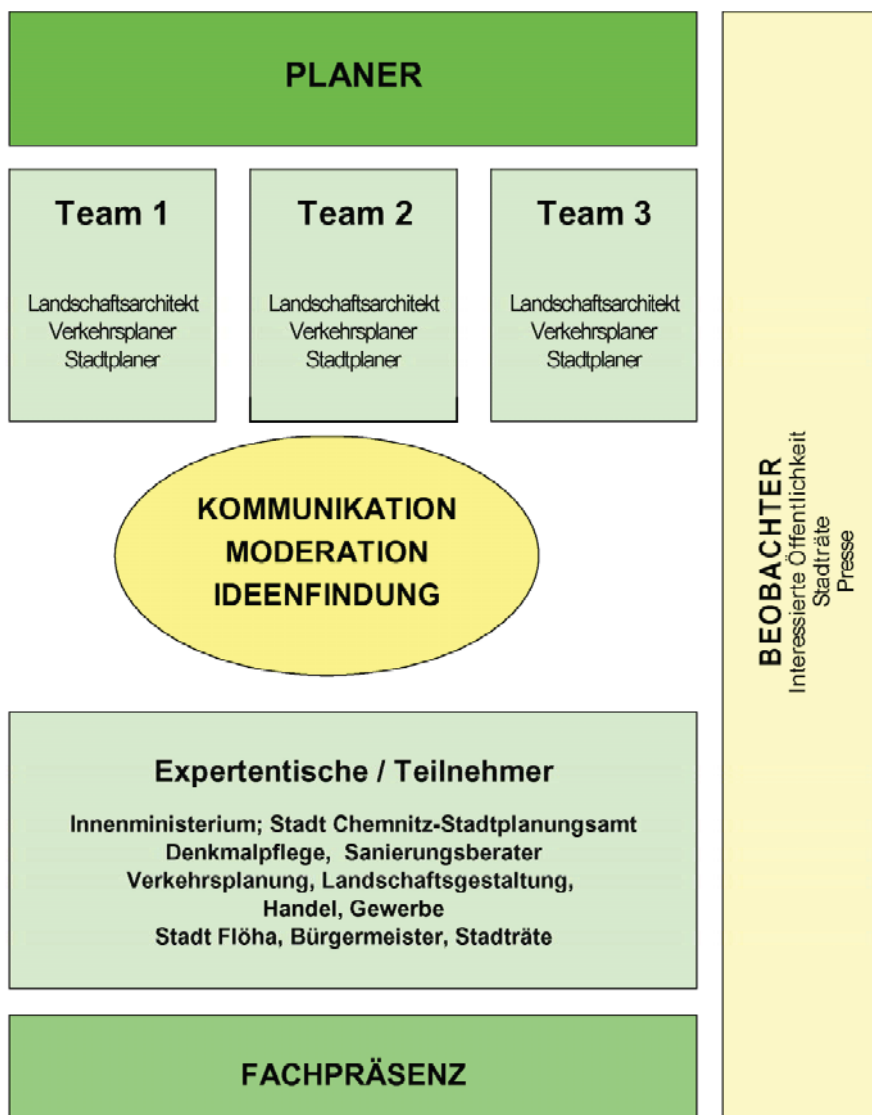 PLANER
Team 1
Landschaftsarchitekt
Verkehrsplaner
Stadtplaner
Team 2
Landschaftsarchitekt
Verkehrsplaner
Stadtplaner
Team 3
Landschaftsarchitekt
Verkehrsplaner
Stadtplaner
KOMMUNIKATION
MODERATION
IDEENFINDUNG
Expertentische / Teilnehmer
Innenministerium; Stadt Chemnitz-Stadtplanungsamt
Denkmalpflege, Sanierungsberater
Verkehrsplanung, Landschaftsgestaltung,
Handel, Gewerbe
Stadt Flöha, Bürgermeister, Stadträte
FACHPRÄSENZ
BEOBACHTER
Interessierte Öffentlichkeit
Stadträte
Presse